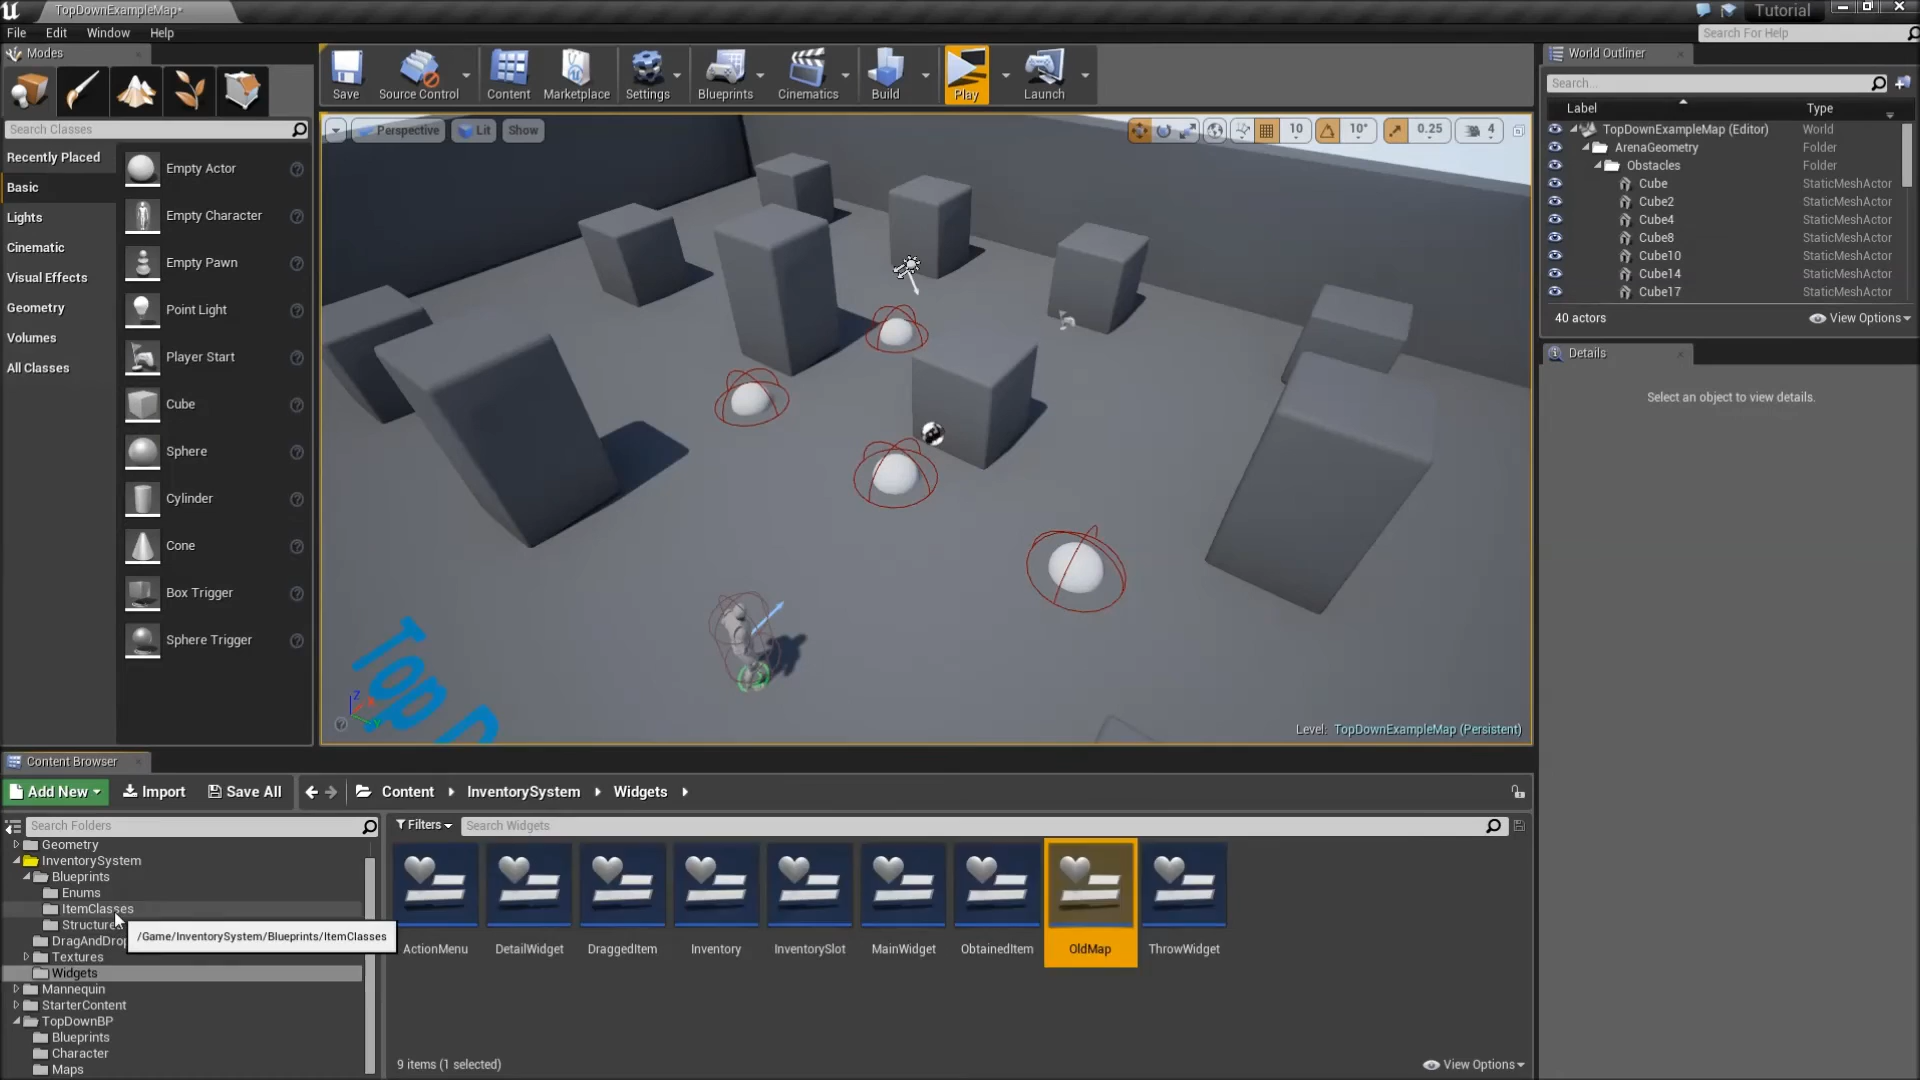 TopDownExampleMap*
Tutorial
File Edit Window Help
Search For Help
Modes
Save
Source Control
Content
Marketplace
Settings
Blueprints
Cinematics
Build
Play
Launch
World Outliner
Search...
Label Type
Search Classes
Recently Placed
Basic
Lights
Cinematic
Visual Effects
Geometry
Volumes
All Classes
Empty Actor
Empty Character
Empty Pawn
Point Light
Player Start
Cube
Sphere
Cylinder
Cone
Box Trigger
Sphere Trigger
Perspective Lit Show
10 10° 0.25 4
TopDownExampleMap (Editor) World
ArenaGeometry Folder
Obstacles Folder
Cube StaticMeshActor
Cube2 StaticMeshActor
Cube4 StaticMeshActor
Cube8 StaticMeshActor
Cube10 StaticMeshActor
Cube14 StaticMeshActor
Cube17 StaticMeshActor
40 actors View Options
Details
Select an object to view details.
Top D
Z
Level: TopDownExampleMap (Persistent)
Content Browser
Add New Import Save All Content InventorySystem Widgets
Search Folders
Filters Search Widgets
Geometry
InventorySystem
Blueprints
Enums
ItemClasses
Structure
DragAndDrop
Textures
Widgets
Mannequin
StarterContent
TopDownBP
Blueprints
Character
Maps
/Game/InventorySystem/Blueprints/ItemClasses
ActionMenu
DetailWidget
DraggedItem
Inventory
InventorySlot
MainWidget
ObtainedItem
OldMap
ThrowWidget
9 items (1 selected) View Options